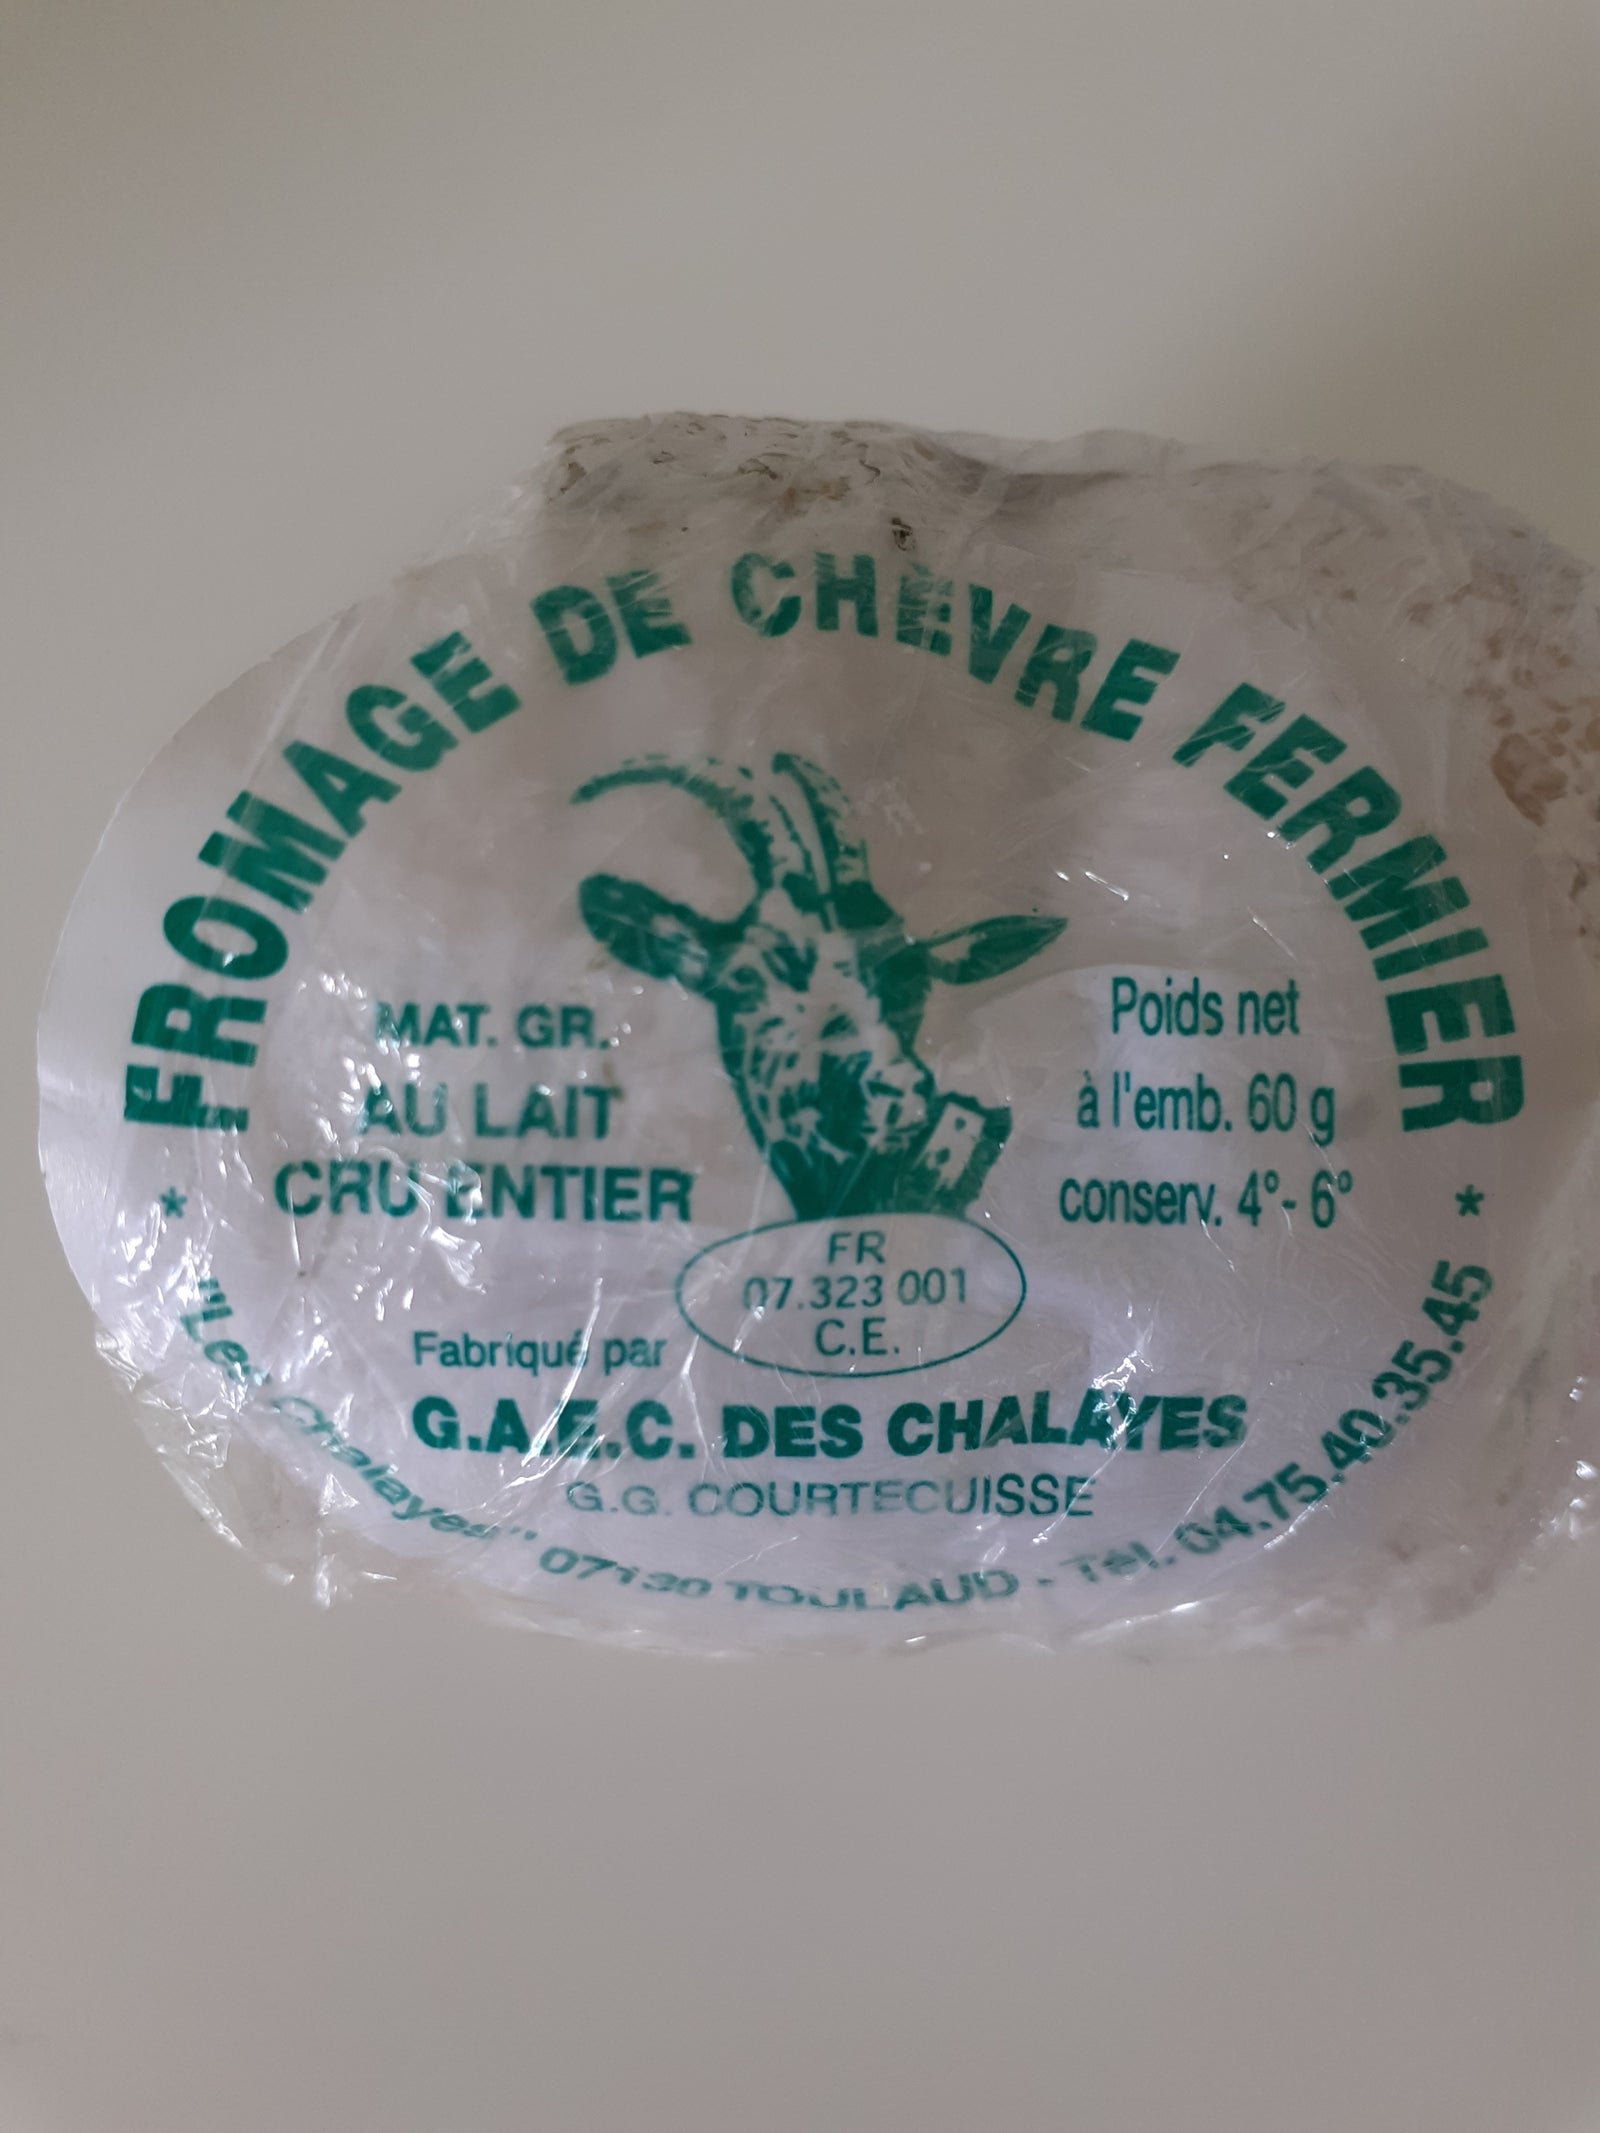 FROMAGE DE CHÈVRE FERMIER
MAT. GR.
AU LAIT
CRU ENTIER
Poids net
à l'emb. 60 g
conserv. 4°- 6°
FR
07.323 001
C.E.
Fabriqué par
G.A.E.C. DES CHALAYES
G.G. COURTECUISSE
* "Les Chalayes" 07130 TOULAUD - Tél. 04.75.40.35.45 *